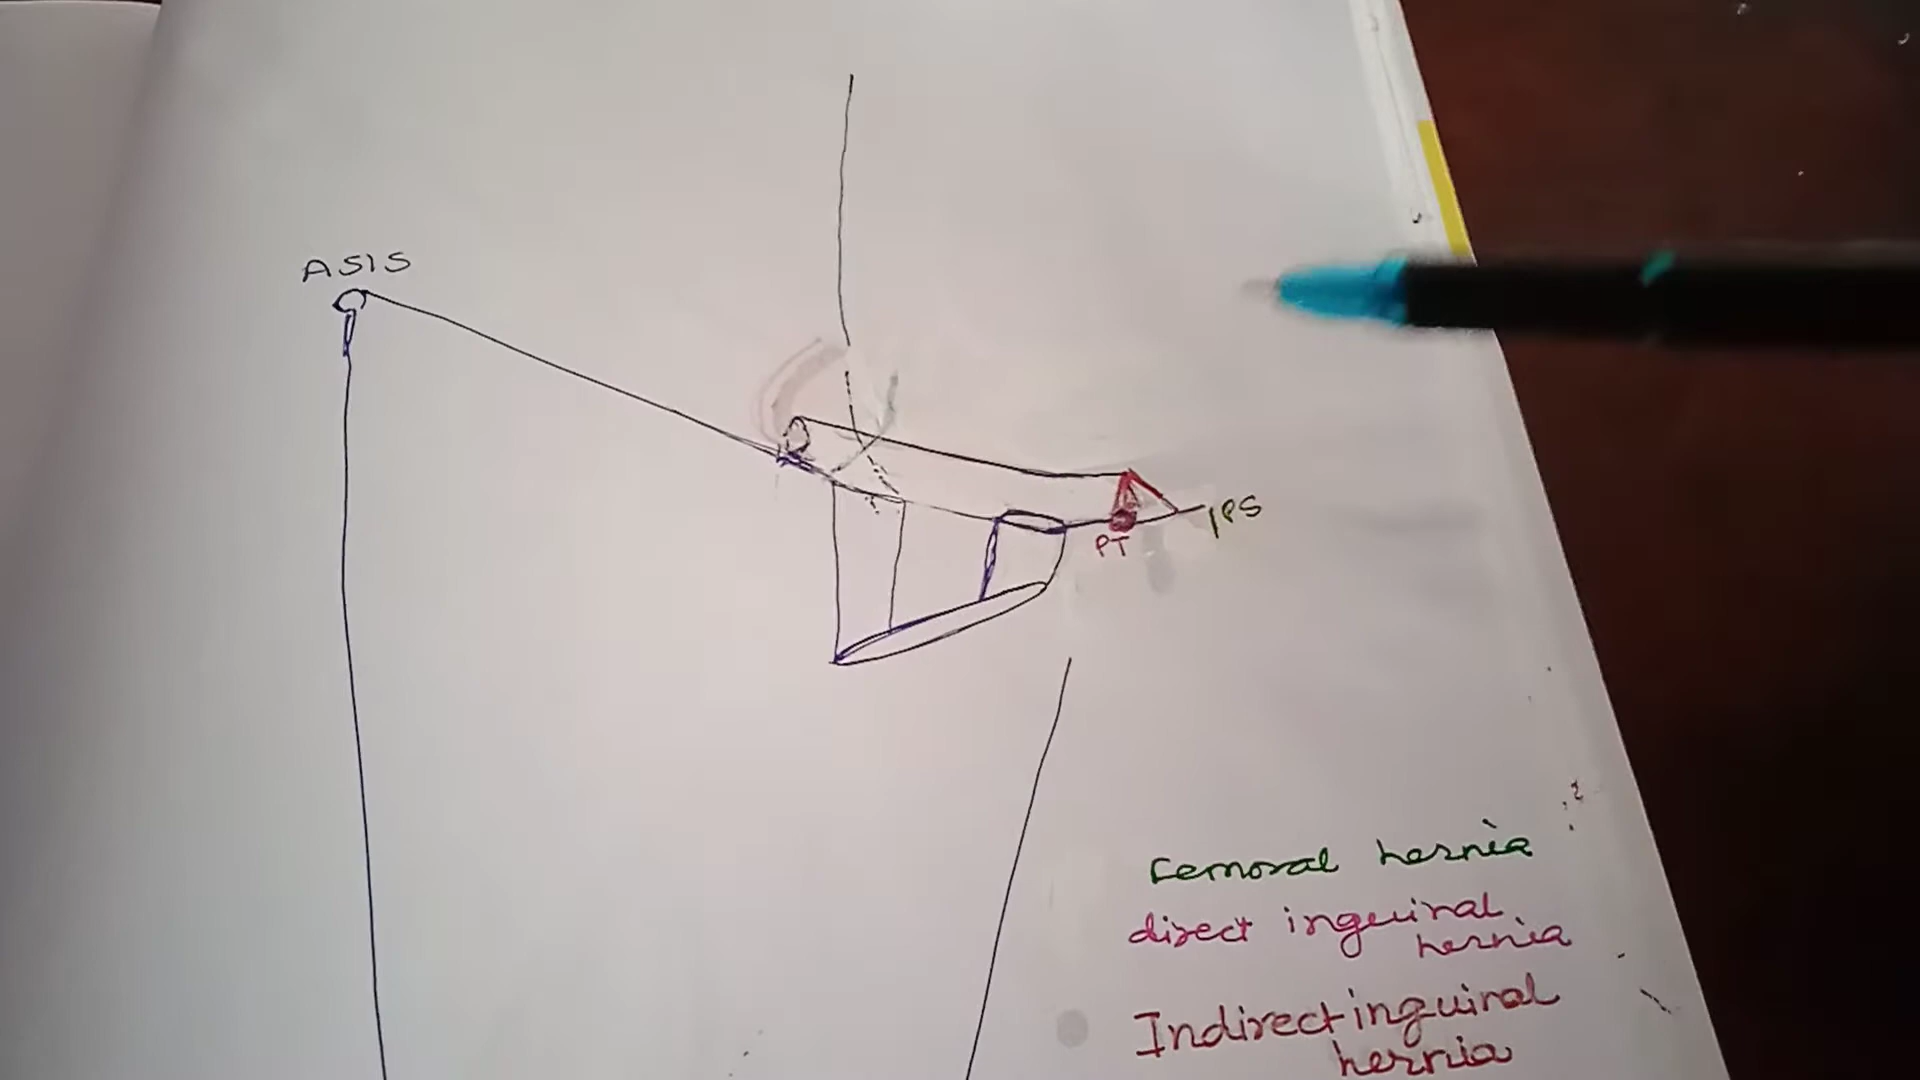 ASIS
PS
PT
Femoral hernia
direct inguinal
hernia
Indirect inguinal
hernia